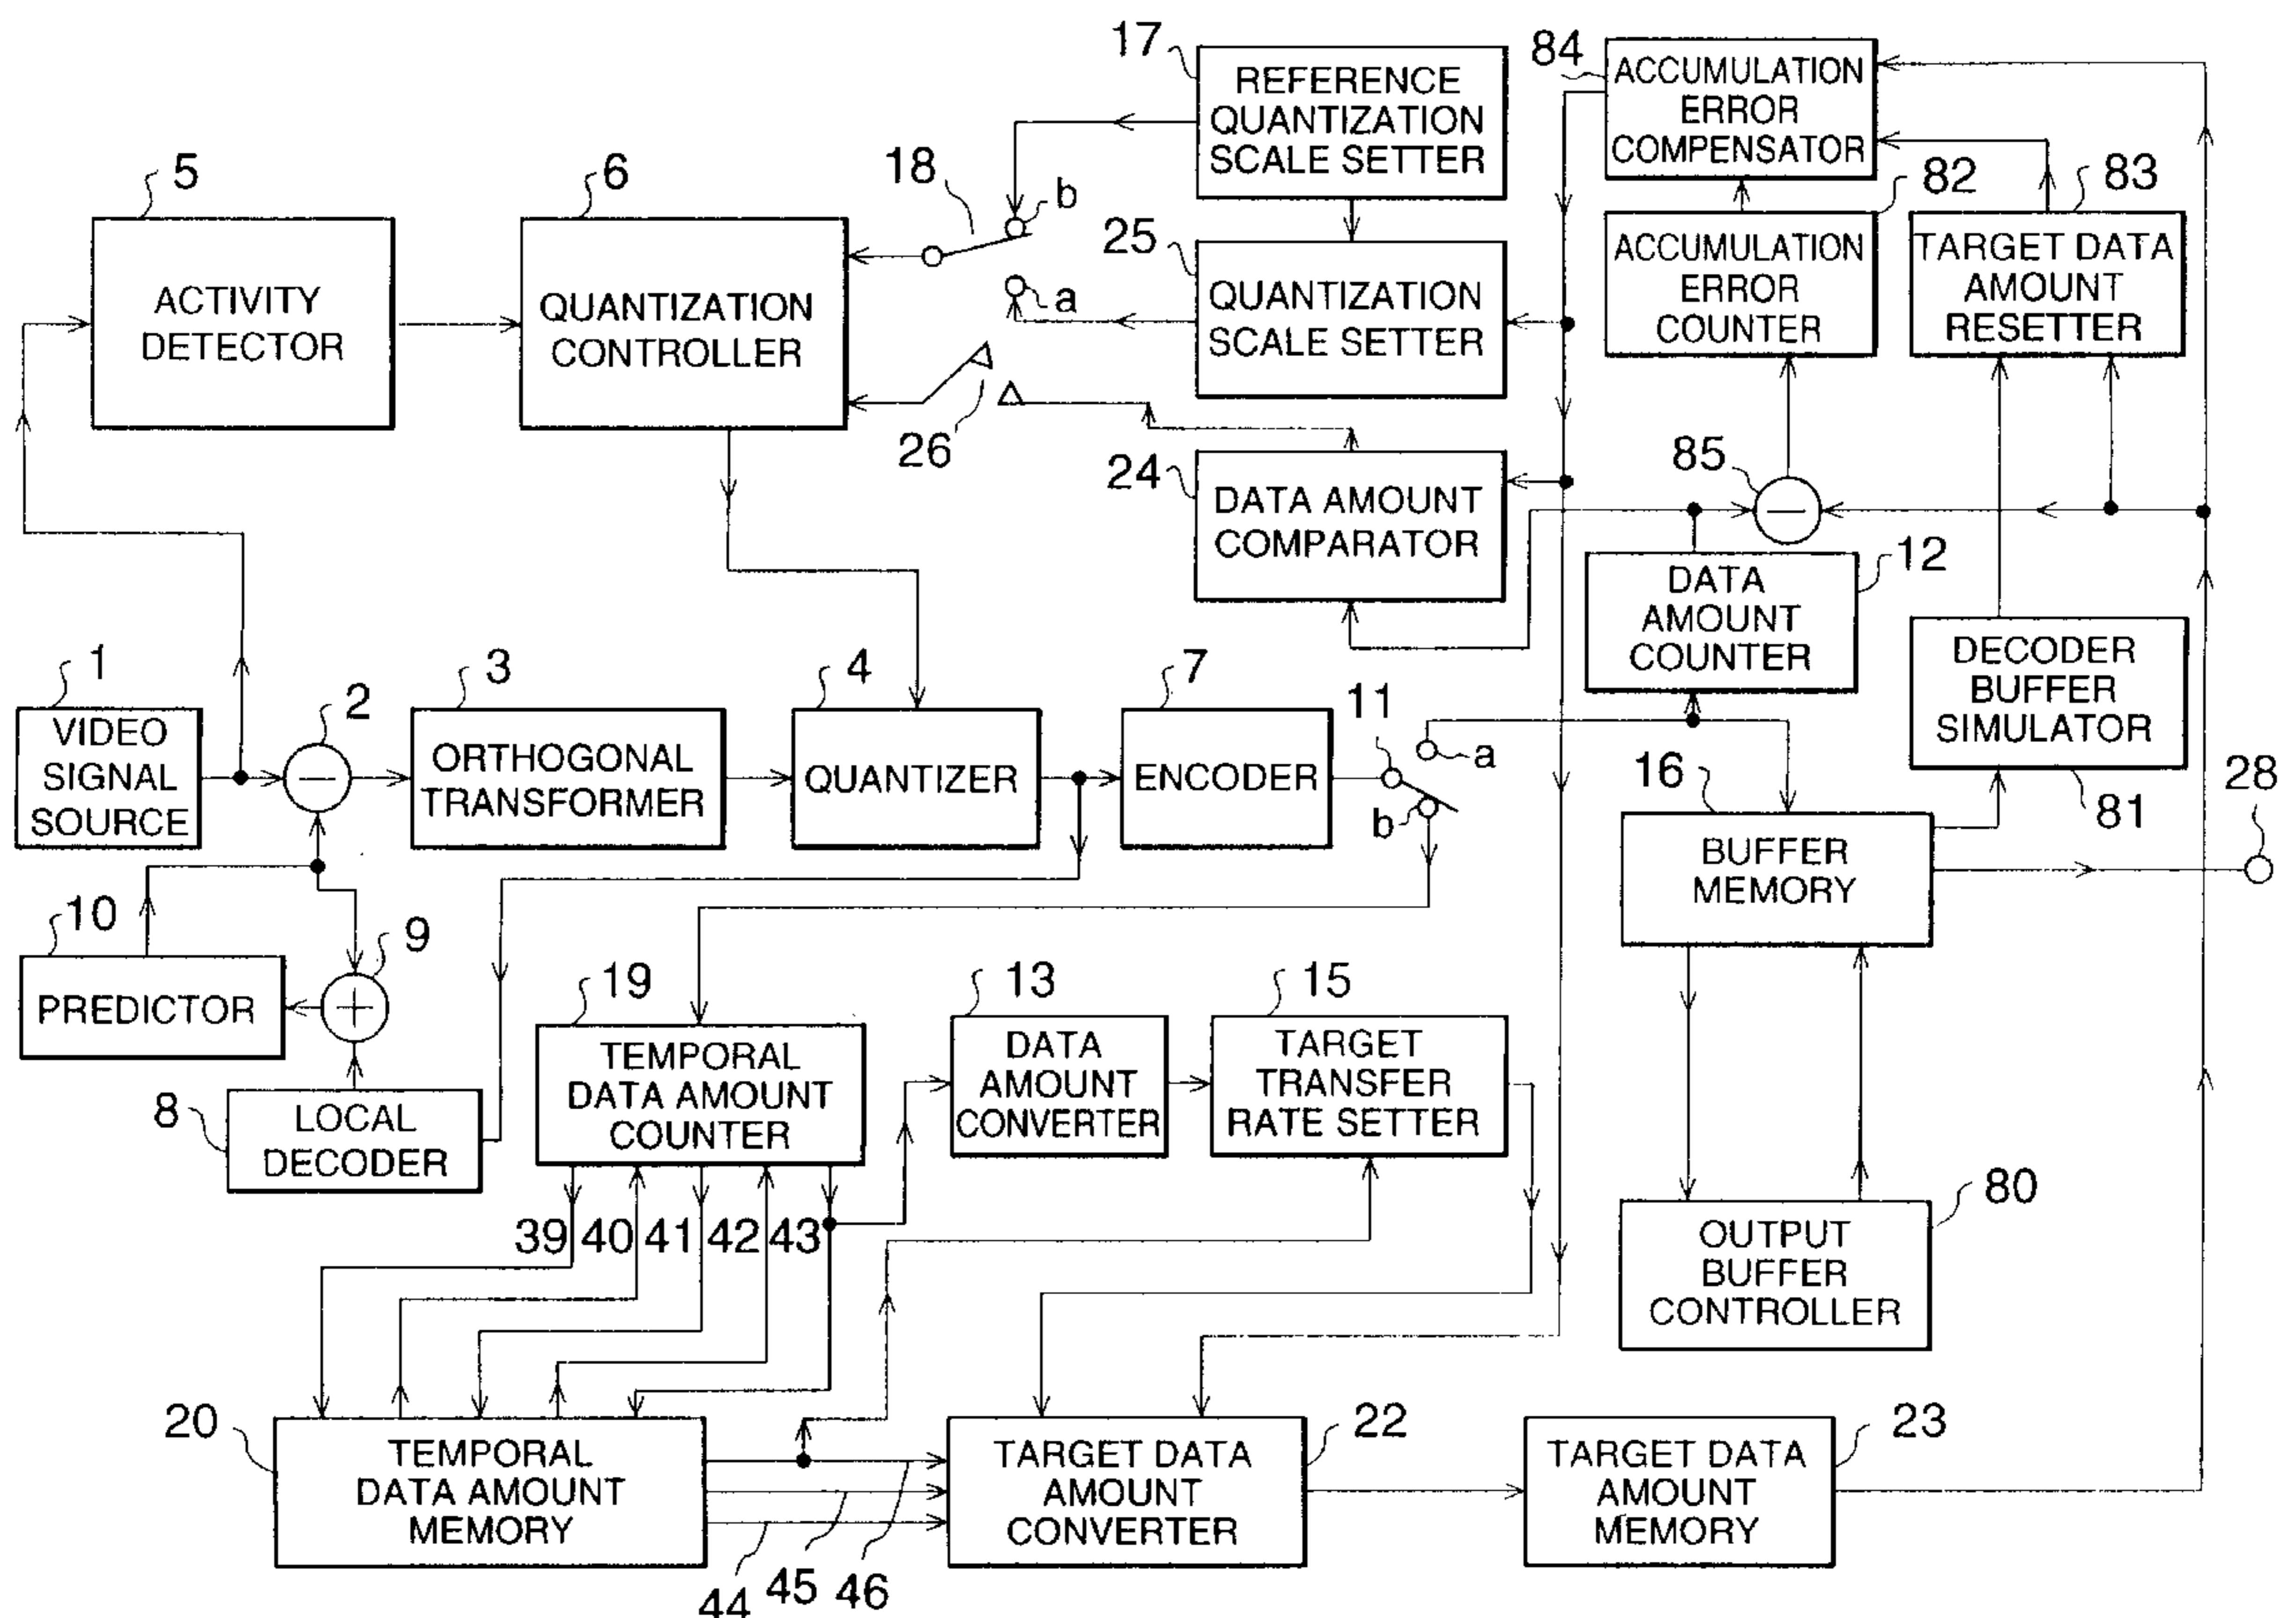 17
REFERENCE
QUANTIZATION
SCALE SETTER
84
ACCUMULATION
ERROR
COMPENSATOR
5
ACTIVITY
DETECTOR
6
QUANTIZATION
CONTROLLER
18
b
a
26
25
QUANTIZATION
SCALE SETTER
82
ACCUMULATION
ERROR
COUNTER
83
TARGET DATA
AMOUNT
RESETTER
24
DATA AMOUNT
COMPARATOR
85
12
DATA
AMOUNT
COUNTER
DECODER
BUFFER
SIMULATOR
81
1
VIDEO
SIGNAL
SOURCE
2
3
ORTHOGONAL
TRANSFORMER
4
QUANTIZER
7
ENCODER
11
a
b
16
BUFFER
MEMORY
28
10
PREDICTOR
9
8
LOCAL
DECODER
19
TEMPORAL
DATA AMOUNT
COUNTER
13
DATA
AMOUNT
CONVERTER
15
TARGET
TRANSFER
RATE SETTER
39 40 41 42 43
80
OUTPUT
BUFFER
CONTROLLER
20
TEMPORAL
DATA AMOUNT
MEMORY
22
TARGET DATA
AMOUNT
CONVERTER
23
TARGET DATA
AMOUNT
MEMORY
44 45 46